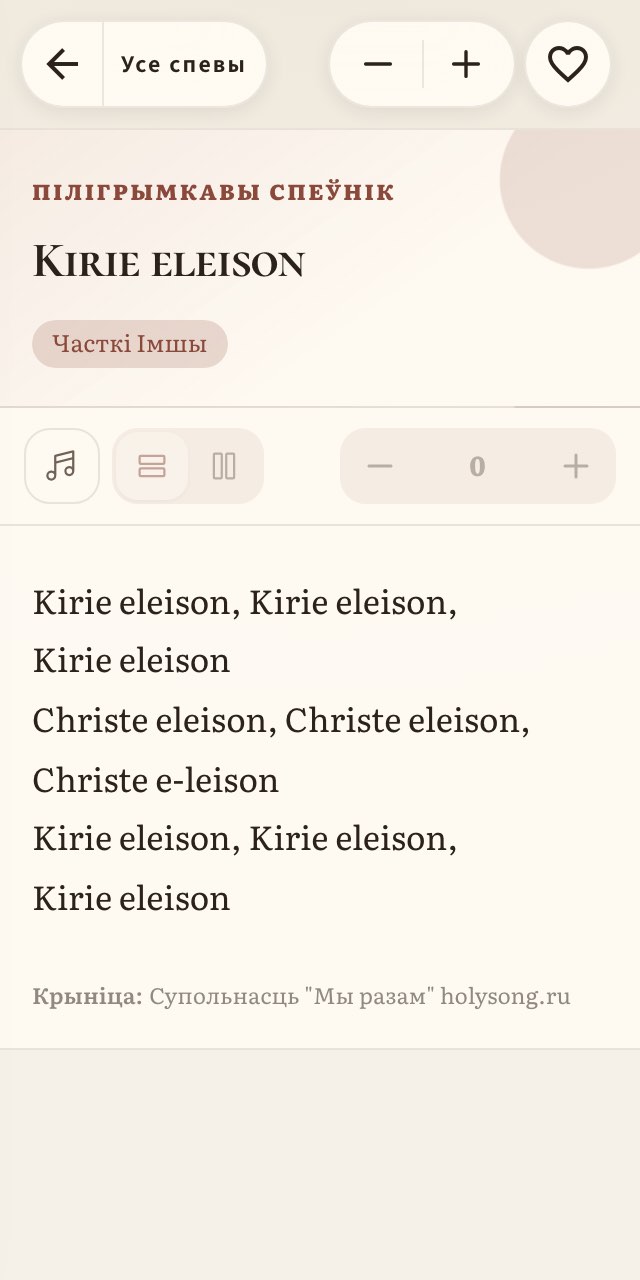 Усе спевы
ПІЛІГРЫМКАВЫ СПЕЎНІК
Kirie eleison
Часткі Імшы
0
Kirie eleison, Kirie eleison,
Kirie eleison
Christe eleison, Christe eleison,
Christe e-leison
Kirie eleison, Kirie eleison,
Kirie eleison
Крыніца: Супольнасць "Мы разам" holysong.ru